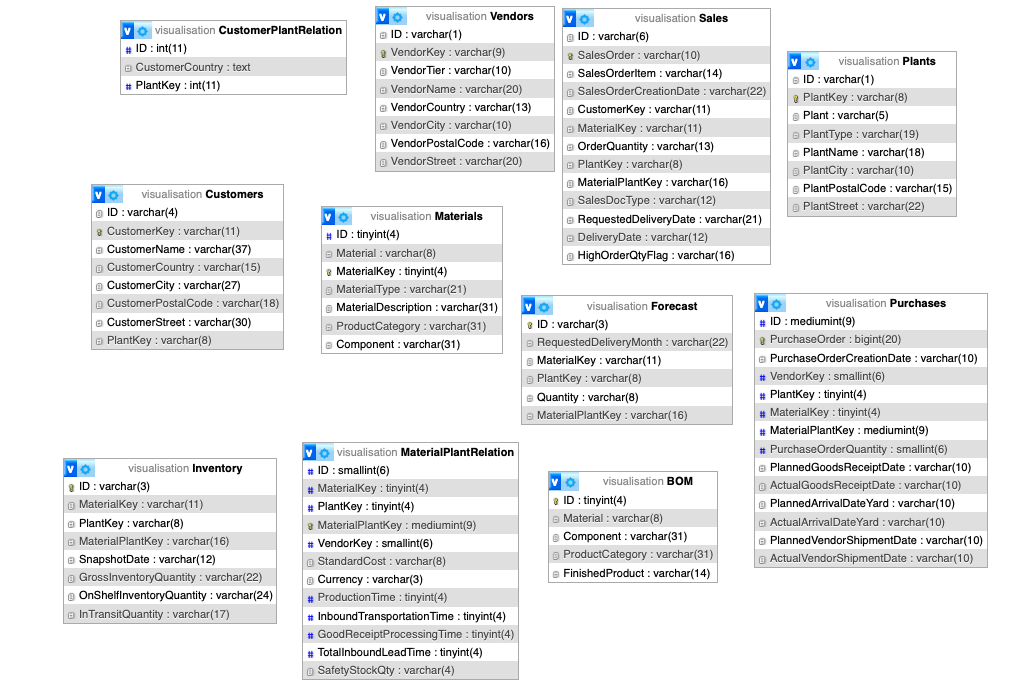 visualisation CustomerPlantRelation
ID : int(11)
CustomerCountry : text
PlantKey : int(11)
visualisation Vendors
ID : varchar(1)
VendorKey : varchar(9)
VendorTier : varchar(10)
VendorName : varchar(20)
VendorCountry : varchar(13)
VendorCity : varchar(10)
VendorPostalCode : varchar(16)
VendorStreet : varchar(20)
visualisation Sales
ID : varchar(6)
SalesOrder : varchar(10)
SalesOrderItem : varchar(14)
SalesOrderCreationDate : varchar(22)
CustomerKey : varchar(11)
MaterialKey : varchar(11)
OrderQuantity : varchar(13)
PlantKey : varchar(8)
MaterialPlantKey : varchar(16)
SalesDocType : varchar(12)
RequestedDeliveryDate : varchar(21)
DeliveryDate : varchar(12)
HighOrderQtyFlag : varchar(16)
visualisation Plants
ID : varchar(1)
PlantKey : varchar(8)
Plant : varchar(5)
PlantType : varchar(19)
PlantName : varchar(18)
PlantCity : varchar(10)
PlantPostalCode : varchar(15)
PlantStreet : varchar(22)
visualisation Customers
ID : varchar(4)
CustomerKey : varchar(11)
CustomerName : varchar(37)
CustomerCountry : varchar(15)
CustomerCity : varchar(27)
CustomerPostalCode : varchar(18)
CustomerStreet : varchar(30)
PlantKey : varchar(8)
visualisation Materials
ID : tinyint(4)
Material : varchar(8)
MaterialKey : tinyint(4)
MaterialType : varchar(21)
MaterialDescription : varchar(31)
ProductCategory : varchar(31)
Component : varchar(31)
visualisation Forecast
ID : varchar(3)
RequestedDeliveryMonth : varchar(22)
MaterialKey : varchar(11)
PlantKey : varchar(8)
Quantity : varchar(8)
MaterialPlantKey : varchar(16)
visualisation Purchases
ID : mediumint(9)
PurchaseOrder : bigint(20)
PurchaseOrderCreationDate : varchar(10)
VendorKey : smallint(6)
PlantKey : tinyint(4)
MaterialKey : tinyint(4)
MaterialPlantKey : mediumint(9)
PurchaseOrderQuantity : smallint(6)
PlannedGoodsReceiptDate : varchar(10)
ActualGoodsReceiptDate : varchar(10)
PlannedArrivalDateYard : varchar(10)
ActualArrivalDateYard : varchar(10)
PlannedVendorShipmentDate : varchar(10)
ActualVendorShipmentDate : varchar(10)
visualisation Inventory
ID : varchar(3)
MaterialKey : varchar(11)
PlantKey : varchar(8)
MaterialPlantKey : varchar(16)
SnapshotDate : varchar(12)
GrossInventoryQuantity : varchar(22)
OnShelfInventoryQuantity : varchar(24)
InTransitQuantity : varchar(17)
visualisation MaterialPlantRelation
ID : smallint(6)
MaterialKey : tinyint(4)
PlantKey : tinyint(4)
MaterialPlantKey : mediumint(9)
VendorKey : smallint(6)
StandardCost : varchar(8)
Currency : varchar(3)
ProductionTime : tinyint(4)
InboundTransportationTime : tinyint(4)
GoodReceiptProcessingTime : tinyint(4)
TotalInboundLeadTime : tinyint(4)
SafetyStockQty : varchar(4)
visualisation BOM
ID : tinyint(4)
Material : varchar(8)
Component : varchar(31)
ProductCategory : varchar(31)
FinishedProduct : varchar(14)